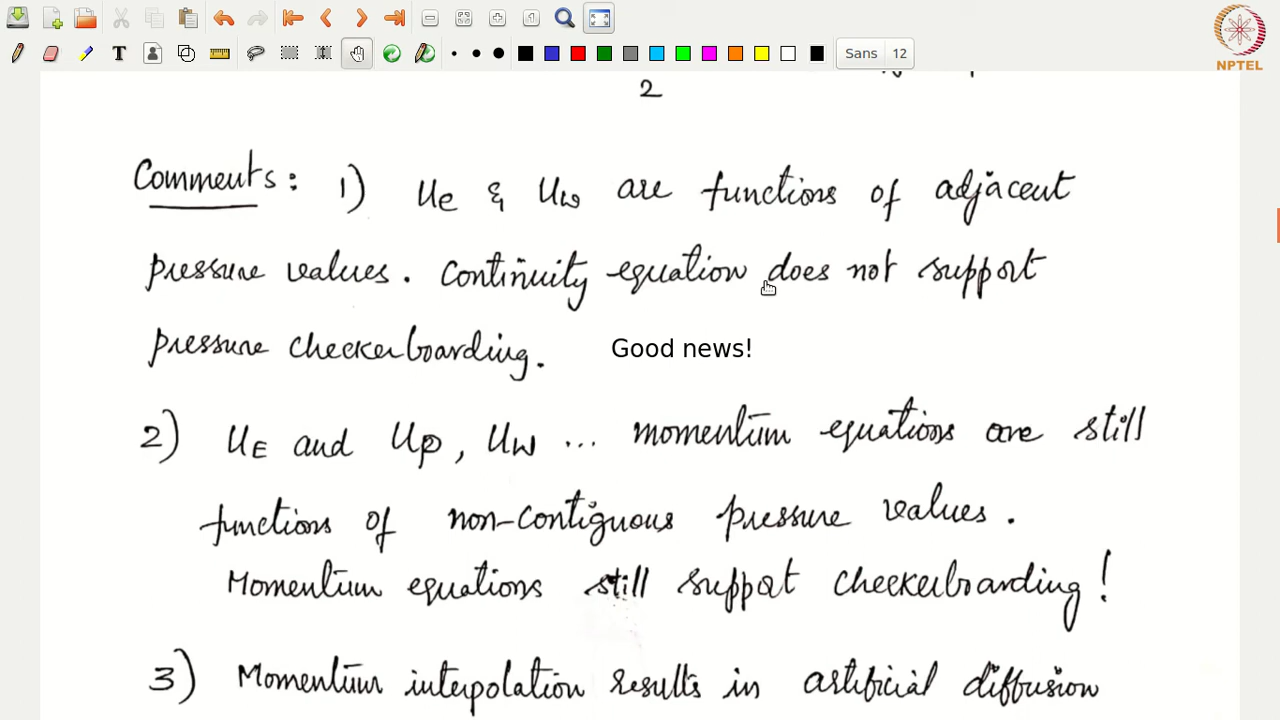 Sans 12
NPTEL
2
Comments: 1) ue & uw are functions of adjacent
pressure values. Continuity equation does not support
pressure checkerboarding. Good news!
2) uE and uP, uW ... momentum equations are still
functions of non-contiguous pressure values.
Momentum equations still support checkerboarding!
3) Momentum interpolation results in artificial diffusion